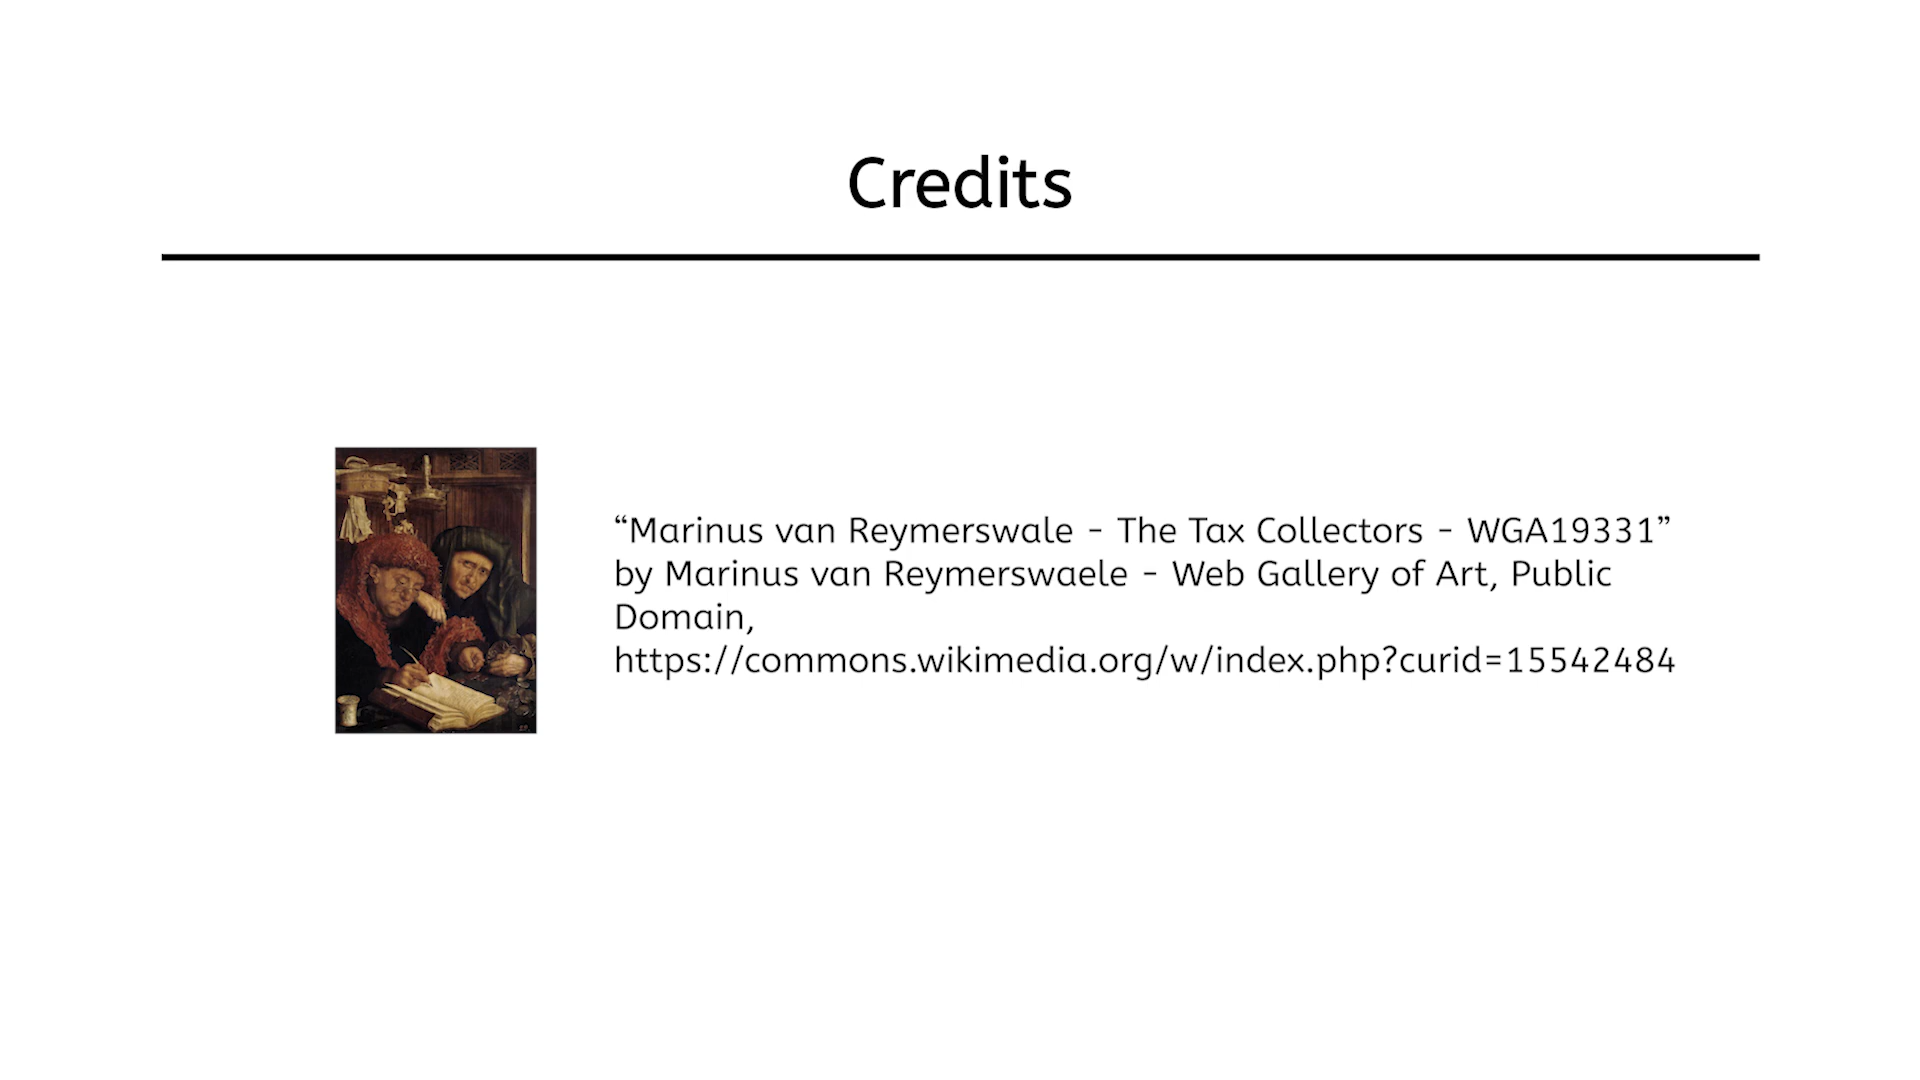 Credits
“Marinus van Reymerswale - The Tax Collectors - WGA19331”
by Marinus van Reymerswaele - Web Gallery of Art, Public
Domain,
https://commons.wikimedia.org/w/index.php?curid=15542484